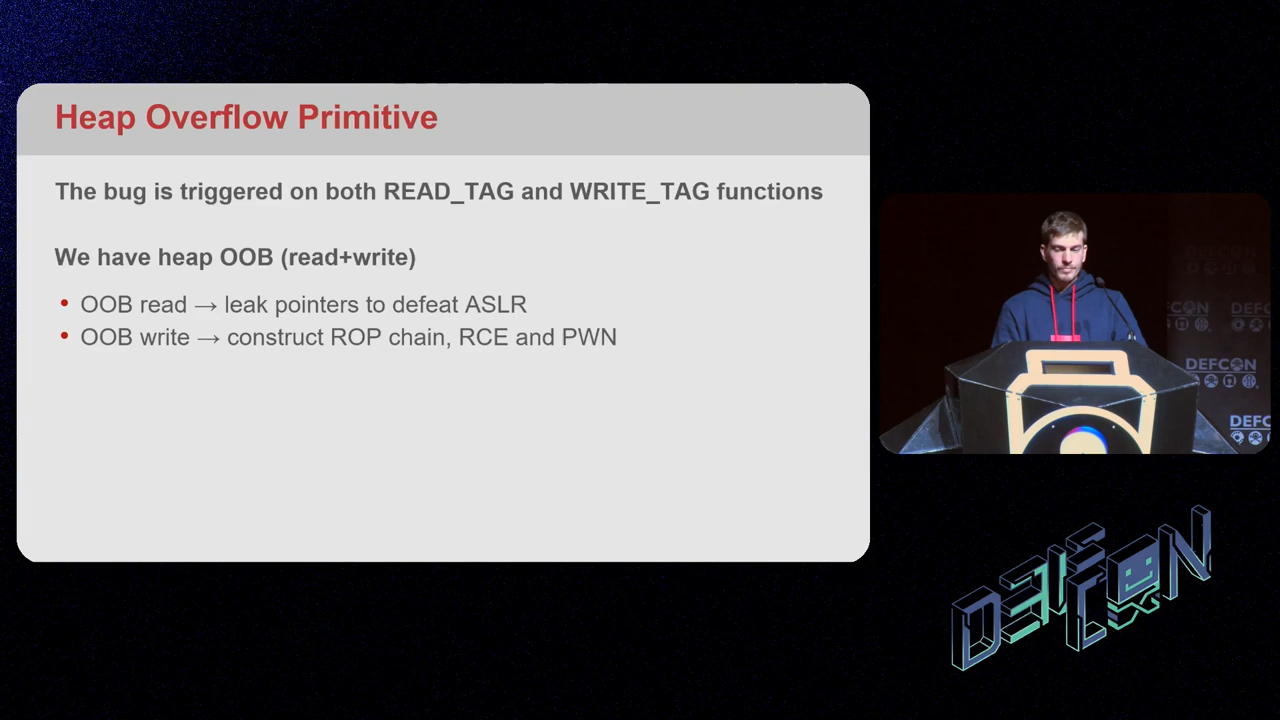 Heap Overflow Primitive
The bug is triggered on both READ_TAG and WRITE_TAG functions
We have heap OOB (read+write)
• OOB read → leak pointers to defeat ASLR
• OOB write → construct ROP chain, RCE and PWN
DEFCON
DEFCON
DEFCON
DEFCON